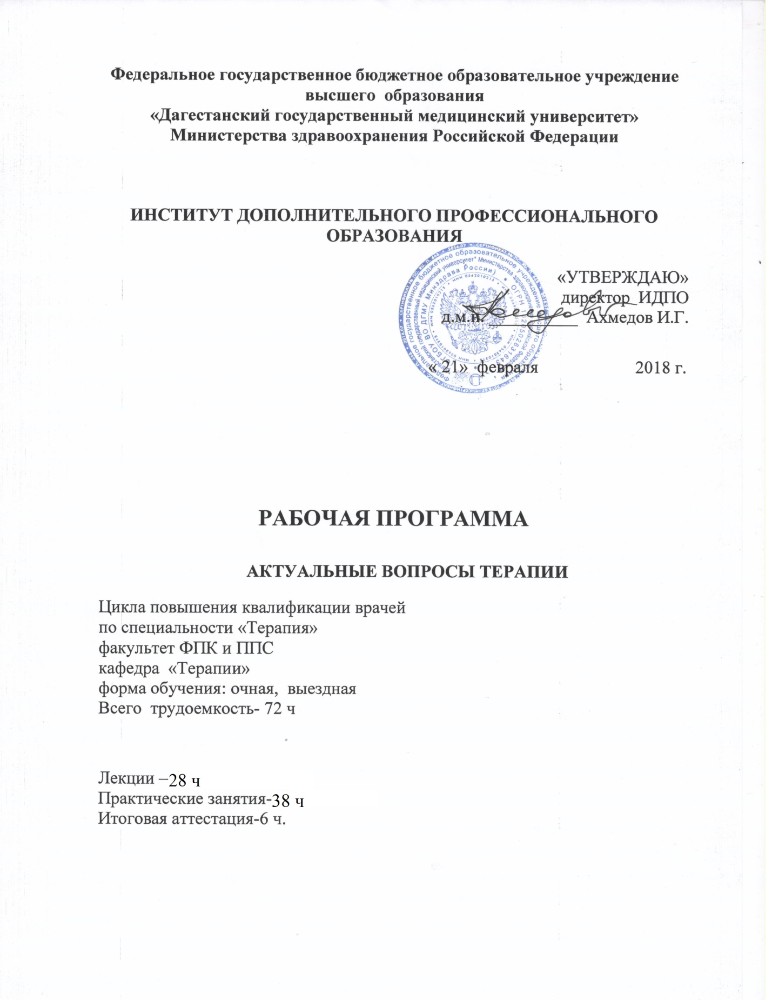 Федеральное государственное бюджетное образовательное учреждение
высшего образования
«Дагестанский государственный медицинский университет»
Министерства здравоохранения Российской Федерации
ИНСТИТУТ ДОПОЛНИТЕЛЬНОГО ПРОФЕССИОНАЛЬНОГО
ОБРАЗОВАНИЯ
«УТВЕРЖДАЮ»
директор ИДПО
д.м.н. __________ Ахмедов И.Г.
« 21» февраля 2018 г.
РАБОЧАЯ ПРОГРАММА
АКТУАЛЬНЫЕ ВОПРОСЫ ТЕРАПИИ
Цикла повышения квалификации врачей
по специальности «Терапия»
факультет ФПК и ППС
кафедра «Терапии»
форма обучения: очная, выездная
Всего трудоемкость- 72 ч
Лекции –28 ч
Практические занятия-38 ч
Итоговая аттестация-6 ч.